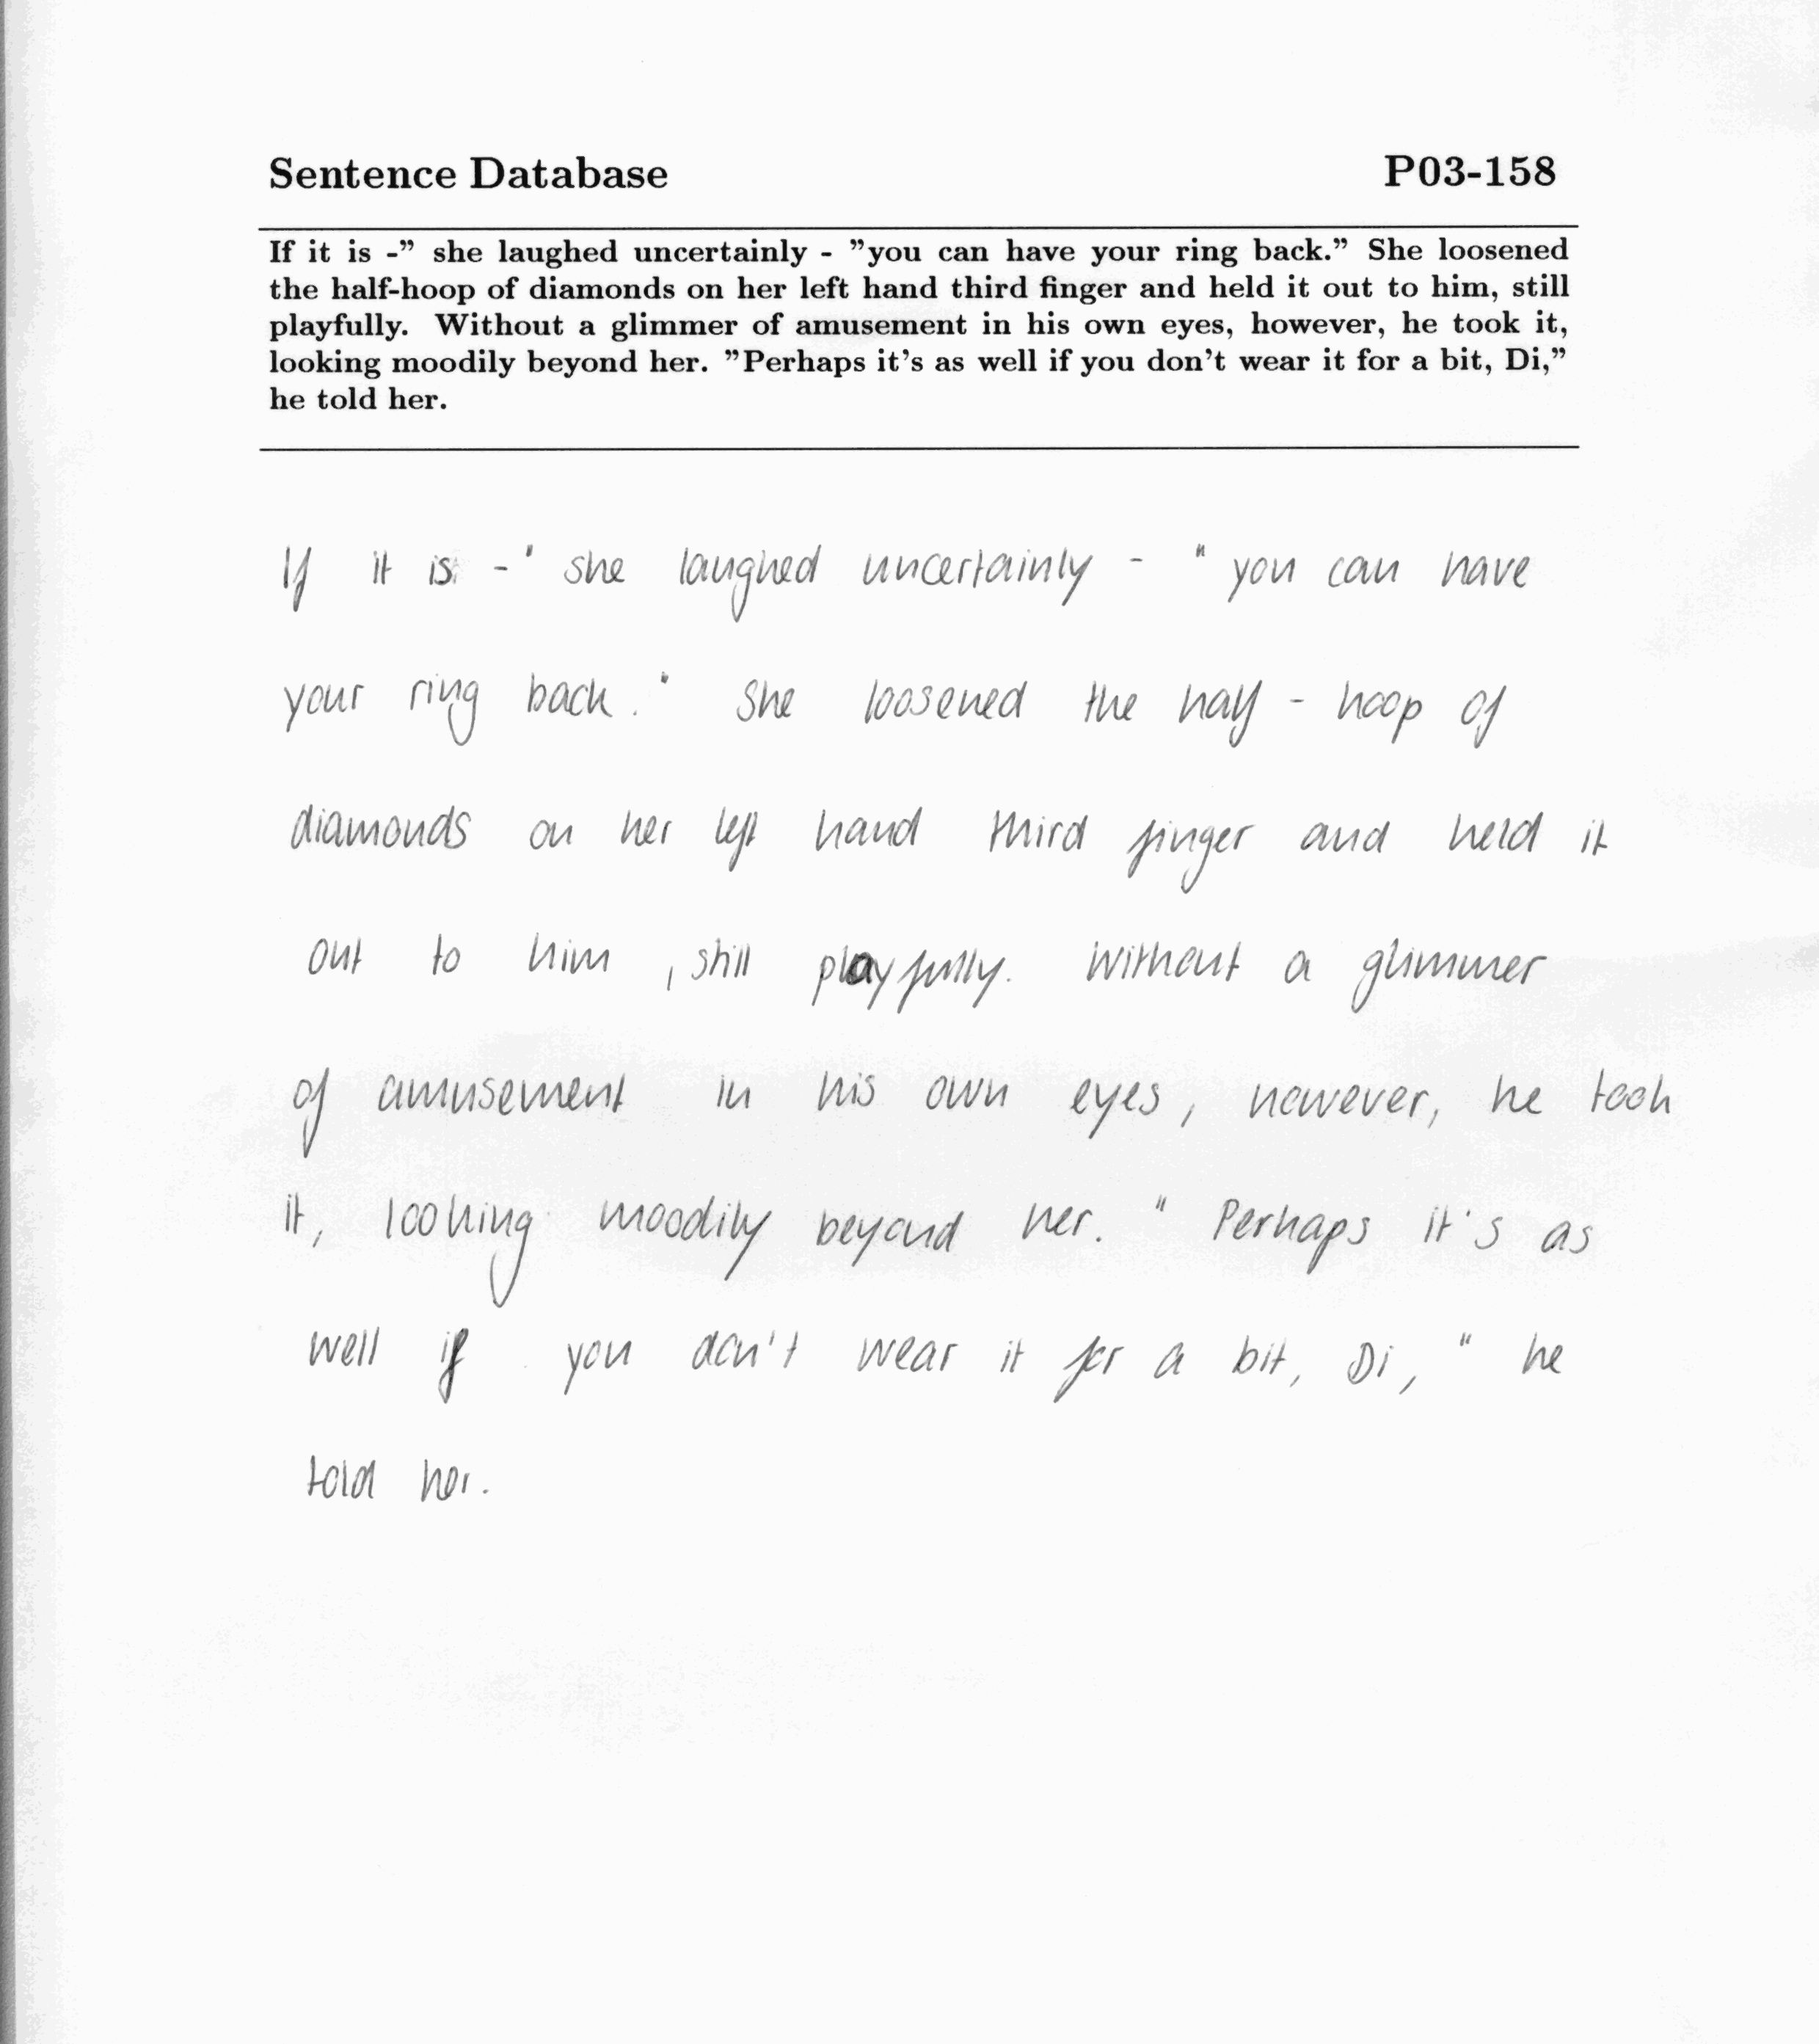 Sentence Database P03-158
If it is -” she laughed uncertainly - ”you can have your ring back.” She loosened
the half-hoop of diamonds on her left hand third finger and held it out to him, still
playfully. Without a glimmer of amusement in his own eyes, however, he took it,
looking moodily beyond her. ”Perhaps it’s as well if you don’t wear it for a bit, Di,”
he told her.
If it is - " she laughed uncertainly - " you can have
your ring back . " She loosened the half - hoop of
diamonds on her left hand third finger and held it
out to him , still playfully. Without a glimmer
of amusement in his own eyes , however, he took
it, looking moodily beyond her. " Perhaps it's as
well if you don't wear it for a bit, Di , " he
told her.